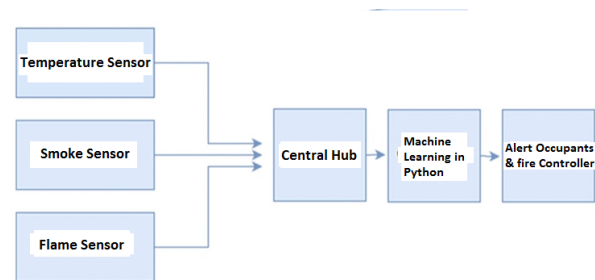 Temperature Sensor
Smoke Sensor
Flame Sensor
Central Hub
Machine
Learning in
Python
Alert Occupants
& fire Controller